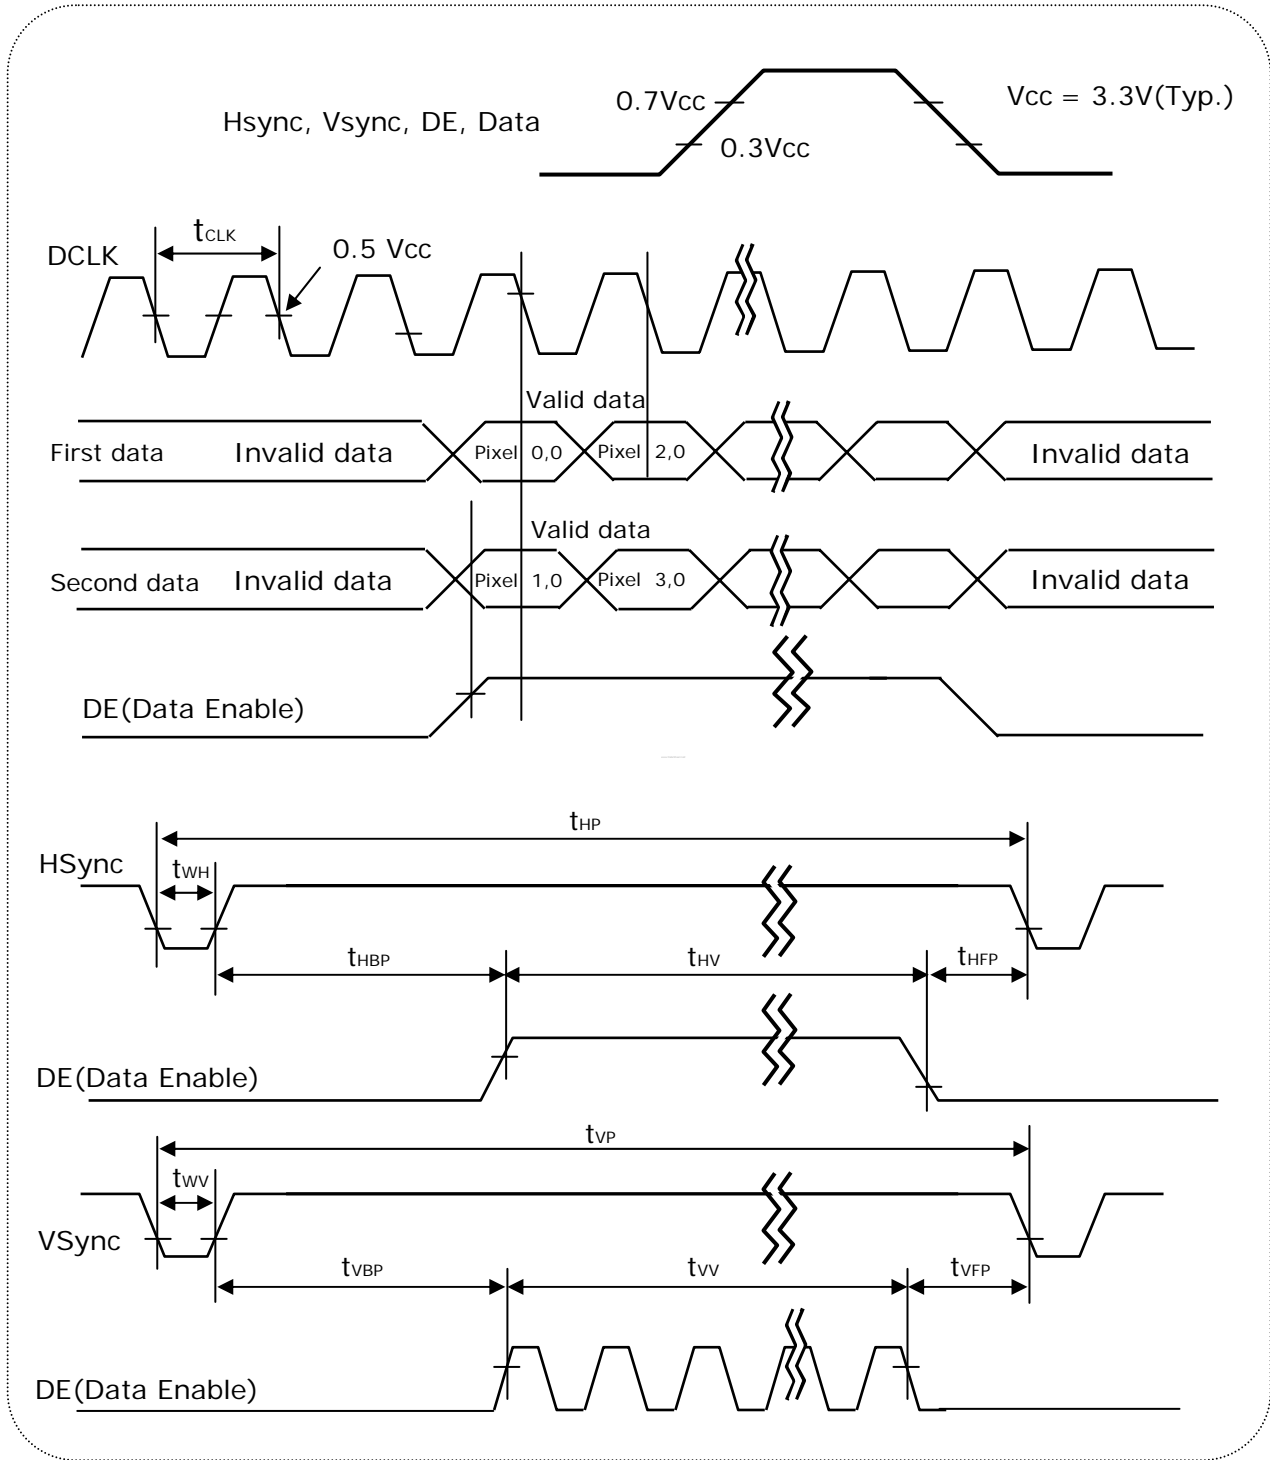 0.7Vcc
Vcc = 3.3V(Typ.)
Hsync, Vsync, DE, Data
0.3Vcc
tCLK
DCLK
0.5 Vcc
Valid data
First data
Invalid data
Pixel 0,0
Pixel 2,0
Invalid data
Valid data
Second data
Invalid data
Pixel 1,0
Pixel 3,0
Invalid data
DE(Data Enable)
tHP
HSync
tWH
tHBP
tHV
tHFP
DE(Data Enable)
tVP
tWV
VSync
tVBP
tVV
tVFP
DE(Data Enable)